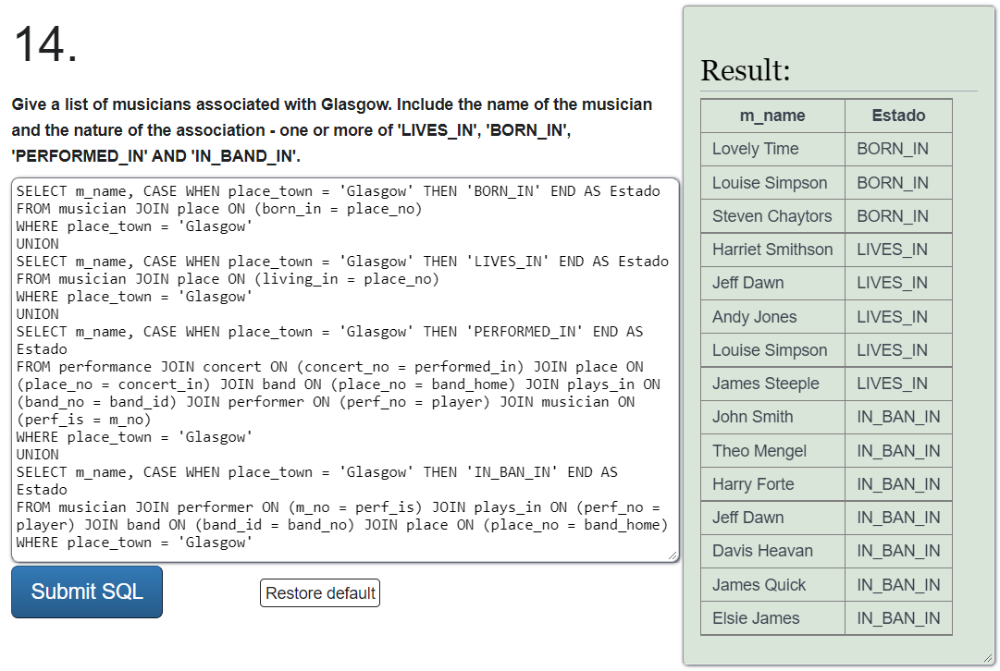 14.
Give a list of musicians associated with Glasgow. Include the name of the musician
and the nature of the association - one or more of 'LIVES_IN', 'BORN_IN',
'PERFORMED_IN' AND 'IN_BAND_IN'.
SELECT m_name, CASE WHEN place_town = 'Glasgow' THEN 'BORN_IN' END AS Estado
FROM musician JOIN place ON (born_in = place_no)
WHERE place_town = 'Glasgow'
UNION
SELECT m_name, CASE WHEN place_town = 'Glasgow' THEN 'LIVES_IN' END AS Estado
FROM musician JOIN place ON (living_in = place_no)
WHERE place_town = 'Glasgow'
UNION
SELECT m_name, CASE WHEN place_town = 'Glasgow' THEN 'PERFORMED_IN' END AS
Estado
FROM performance JOIN concert ON (concert_no = performed_in) JOIN place ON
(place_no = concert_in) JOIN band ON (place_no = band_home) JOIN plays_in ON
(band_no = band_id) JOIN performer ON (perf_no = player) JOIN musician ON
(perf_is = m_no)
WHERE place_town = 'Glasgow'
UNION
SELECT m_name, CASE WHEN place_town = 'Glasgow' THEN 'IN_BAN_IN' END AS
Estado
FROM musician JOIN performer ON (m_no = perf_is) JOIN plays_in ON (perf_no =
player) JOIN band ON (band_id = band_no) JOIN place ON (place_no = band_home)
WHERE place_town = 'Glasgow'
Submit SQL
Restore default
Result:
m_name Estado
Lovely Time BORN_IN
Louise Simpson BORN_IN
Steven Chaytors BORN_IN
Harriet Smithson LIVES_IN
Jeff Dawn LIVES_IN
Andy Jones LIVES_IN
Louise Simpson LIVES_IN
James Steeple LIVES_IN
John Smith IN_BAN_IN
Theo Mengel IN_BAN_IN
Harry Forte IN_BAN_IN
Jeff Dawn IN_BAN_IN
Davis Heavan IN_BAN_IN
James Quick IN_BAN_IN
Elsie James IN_BAN_IN